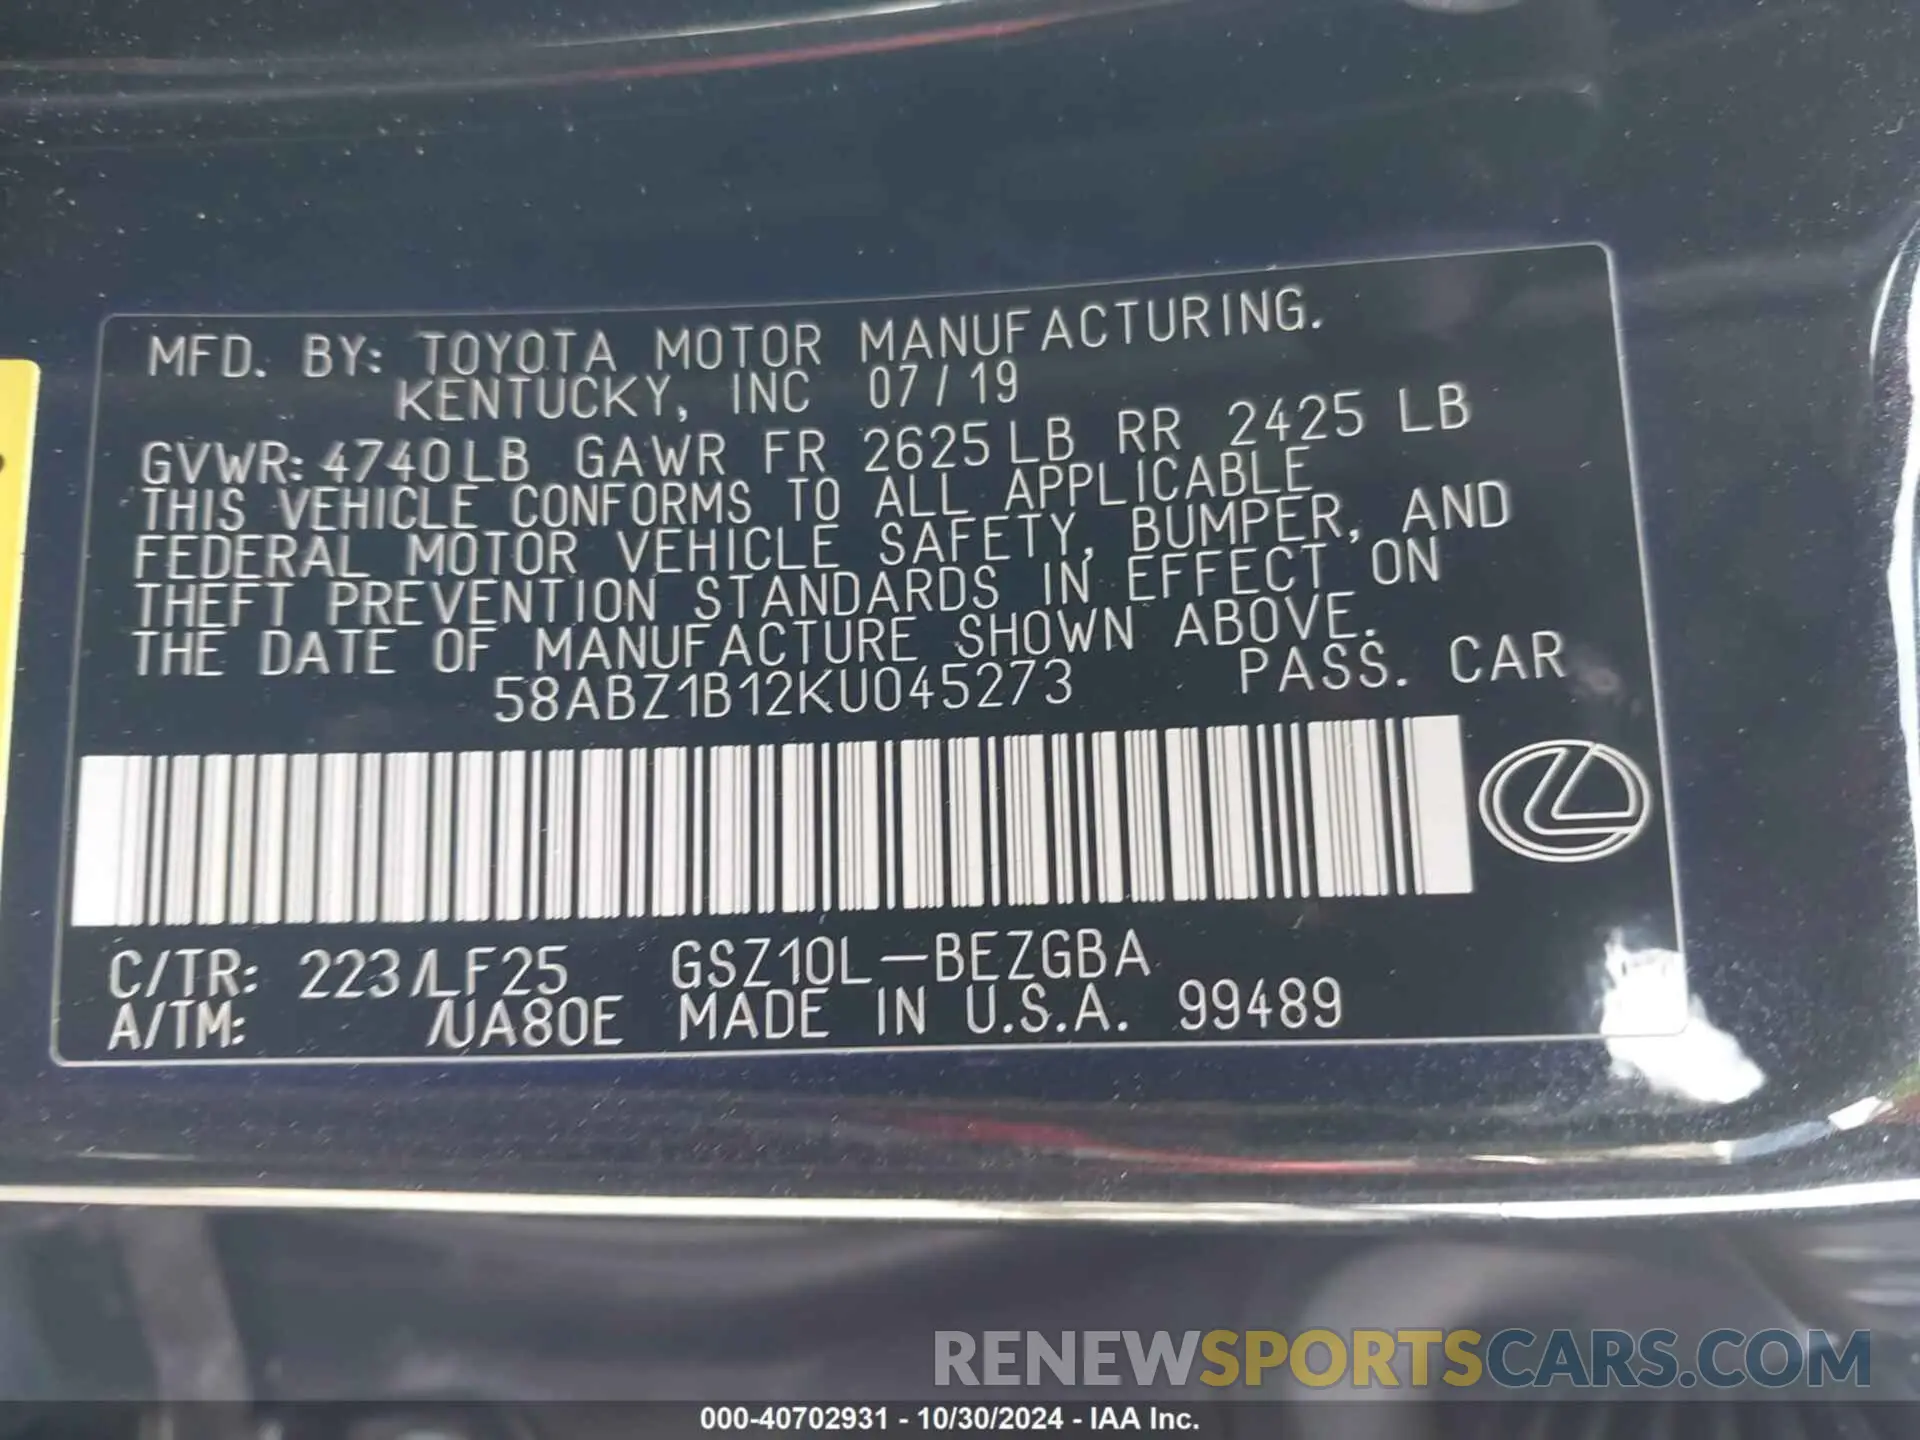 MFD. BY: TOYOTA MOTOR MANUFACTURING.
KENTUCKY, INC 07/19
GVWR: 4740LB GAWR FR 2625LB RR 2425 LB
THIS VEHICLE CONFORMS TO ALL APPLICABLE
FEDERAL MOTOR VEHICLE SAFETY, BUMPER, AND
THEFT PREVENTION STANDARDS IN EFFECT ON
THE DATE OF MANUFACTURE SHOWN ABOVE.
58ABZ1B12KU045273 PASS. CAR
C/TR: 223/LF25 GSZ10L-BEZGBA
A/TM: /UA80E MADE IN U.S.A. 99489
RENEWSPORTSCARS.COM
000-40702931 - 10/30/2024 - IAA Inc.